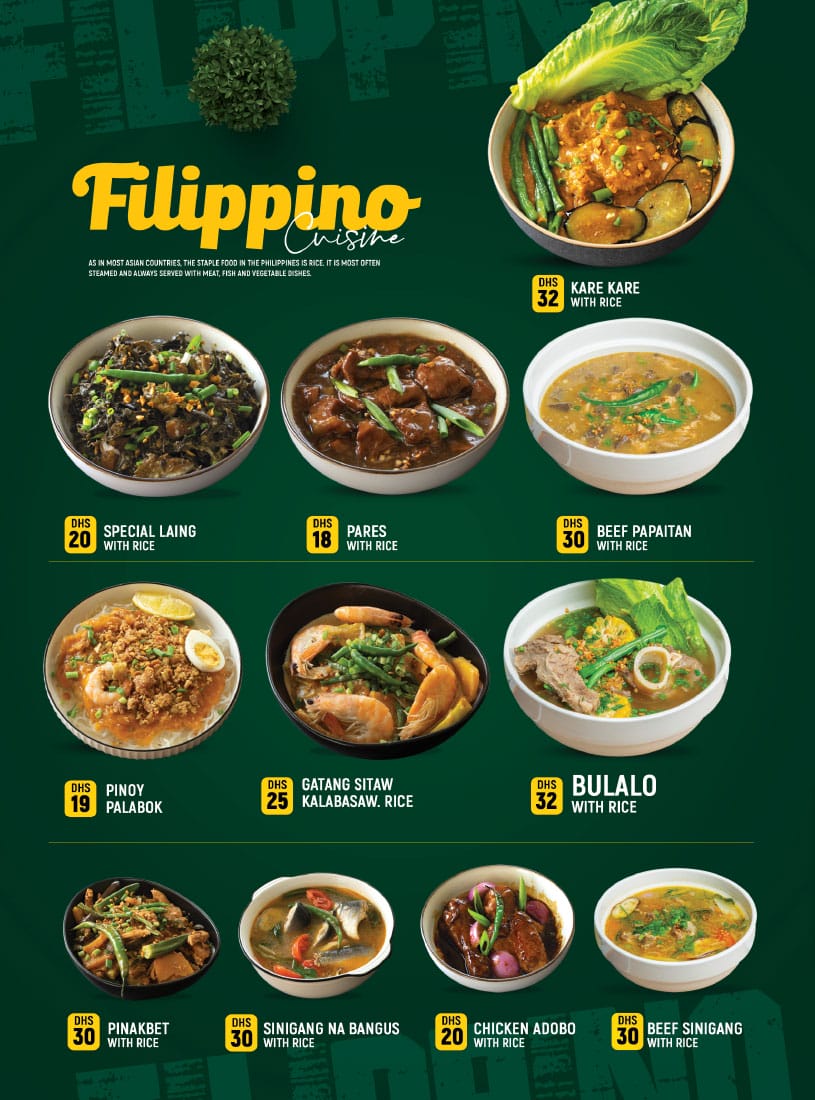 FILIPPINO
Filippino
Cuisine
AS IN MOST ASIAN COUNTRIES, THE STAPLE FOOD IN THE PHILIPPINES IS RICE. IT IS MOST OFTEN
STEAMED AND ALWAYS SERVED WITH MEAT, FISH AND VEGETABLE DISHES.
DHS
32
KARE KARE
WITH RICE
DHS
20
SPECIAL LAING
WITH RICE
DHS
18
PARES
WITH RICE
DHS
30
BEEF PAPAITAN
WITH RICE
DHS
19
PINOY
PALABOK
DHS
25
GATANG SITAW
KALABASAW. RICE
DHS
32
BULALO
WITH RICE
DHS
30
PINAKBET
WITH RICE
DHS
30
SINIGANG NA BANGUS
WITH RICE
DHS
20
CHICKEN ADOBO
WITH RICE
DHS
30
BEEF SINIGANG
WITH RICE
FILIPPINO